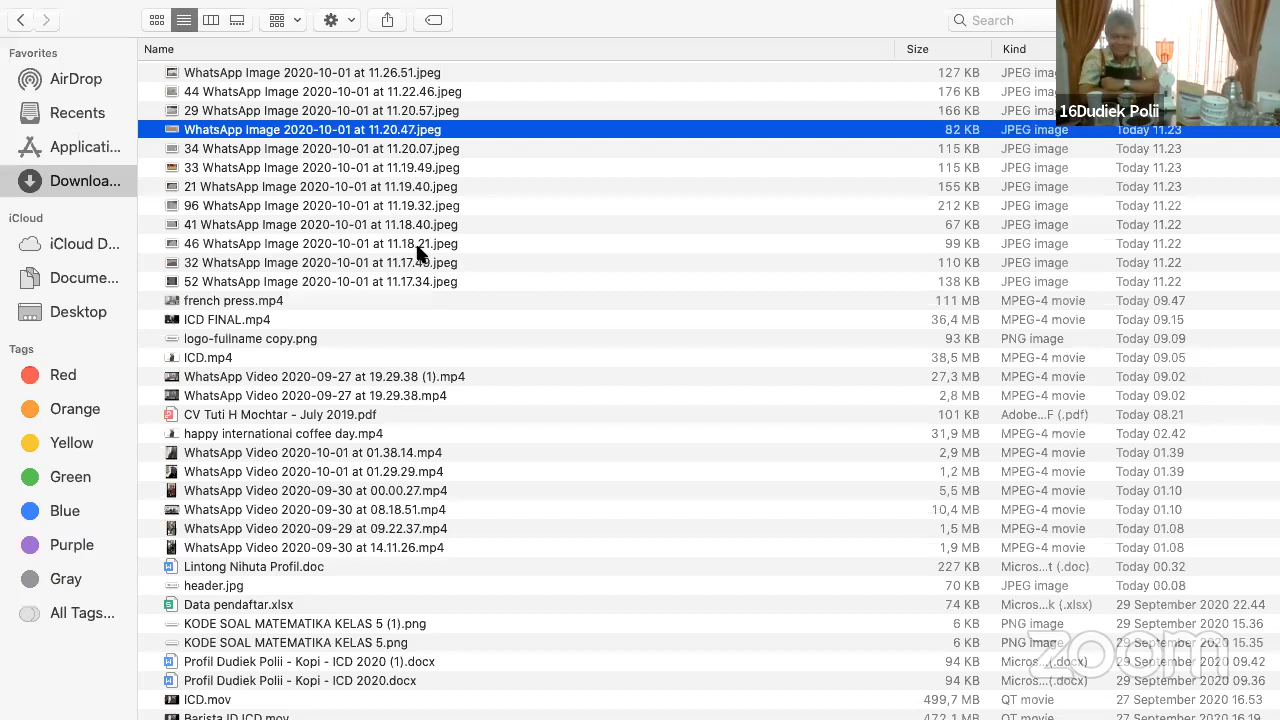 Search
Favorites
AirDrop
Recents
Applicati...
Downloa...
iCloud
iCloud D...
Docume...
Desktop
Tags
Red
Orange
Yellow
Green
Blue
Purple
Gray
All Tags...
Name Size Kind
WhatsApp Image 2020-10-01 at 11.26.51.jpeg 127 KB JPEG ima
44 WhatsApp Image 2020-10-01 at 11.22.46.jpeg 176 KB JPEG ima
29 WhatsApp Image 2020-10-01 at 11.20.57.jpeg 166 KB JPEG ima
WhatsApp Image 2020-10-01 at 11.20.47.jpeg 82 KB JPEG image Today 11.23
34 WhatsApp Image 2020-10-01 at 11.20.07.jpeg 115 KB JPEG image Today 11.23
33 WhatsApp Image 2020-10-01 at 11.19.49.jpeg 115 KB JPEG image Today 11.23
21 WhatsApp Image 2020-10-01 at 11.19.40.jpeg 155 KB JPEG image Today 11.23
96 WhatsApp Image 2020-10-01 at 11.19.32.jpeg 212 KB JPEG image Today 11.22
41 WhatsApp Image 2020-10-01 at 11.18.40.jpeg 67 KB JPEG image Today 11.22
46 WhatsApp Image 2020-10-01 at 11.18.21.jpeg 99 KB JPEG image Today 11.22
32 WhatsApp Image 2020-10-01 at 110 KB JPEG image Today 11.22
52 WhatsApp Image 2020-10-01 at 11.17.34.jpeg 138 KB JPEG image Today 11.22
french press.mp4 111 MB MPEG-4 movie Today 09.47
ICD FINAL.mp4 36,4 MB MPEG-4 movie Today 09.15
logo-fullname copy.png 93 KB PNG image Today 09.09
ICD.mp4 38,5 MB MPEG-4 movie Today 09.05
WhatsApp Video 2020-09-27 at 19.29.38 (1).mp4 27,3 MB MPEG-4 movie Today 09.02
WhatsApp Video 2020-09-27 at 19.29.38.mp4 2,8 MB MPEG-4 movie Today 09.02
CV Tuti H Mochtar - July 2019.pdf 101 KB Adobe...F (.pdf) Today 08.21
happy international coffee day.mp4 31,9 MB MPEG-4 movie Today 02.42
WhatsApp Video 2020-10-01 at 01.38.14.mp4 2,9 MB MPEG-4 movie Today 01.39
WhatsApp Video 2020-10-01 at 01.29.29.mp4 1,2 MB MPEG-4 movie Today 01.39
WhatsApp Video 2020-09-30 at 00.00.27.mp4 5,5 MB MPEG-4 movie Today 01.10
WhatsApp Video 2020-09-30 at 08.18.51.mp4 10,4 MB MPEG-4 movie Today 01.10
WhatsApp Video 2020-09-29 at 09.22.37.mp4 1,5 MB MPEG-4 movie Today 01.08
WhatsApp Video 2020-09-30 at 14.11.26.mp4 1,9 MB MPEG-4 movie Today 01.08
Lintong Nihuta Profil.doc 227 KB Micros...t (.doc) Today 00.32
header.jpg 70 KB JPEG image Today 00.08
Data pendaftar.xlsx 74 KB Micros...k (.xlsx) 29 September 2020 22.44
KODE SOAL MATEMATIKA KELAS 5 (1).png 6 KB PNG image 29 September 2020 15.36
KODE SOAL MATEMATIKA KELAS 5.png 6 KB PNG image 29 September 2020 15.35
Profil Dudiek Polii - Kopi - ICD 2020 (1).docx 94 KB Micros...(.docx) 29 September 2020 09.42
Profil Dudiek Polii - Kopi - ICD 2020.docx 94 KB Micros...(.docx) 29 September 2020 09.36
ICD.mov 499,7 MB QT movie 27 September 2020 16.53
Barista ID ICD.mov 472,1 MB QT movie 27 September 2020 16.19
16Dudiek Polii
zoom